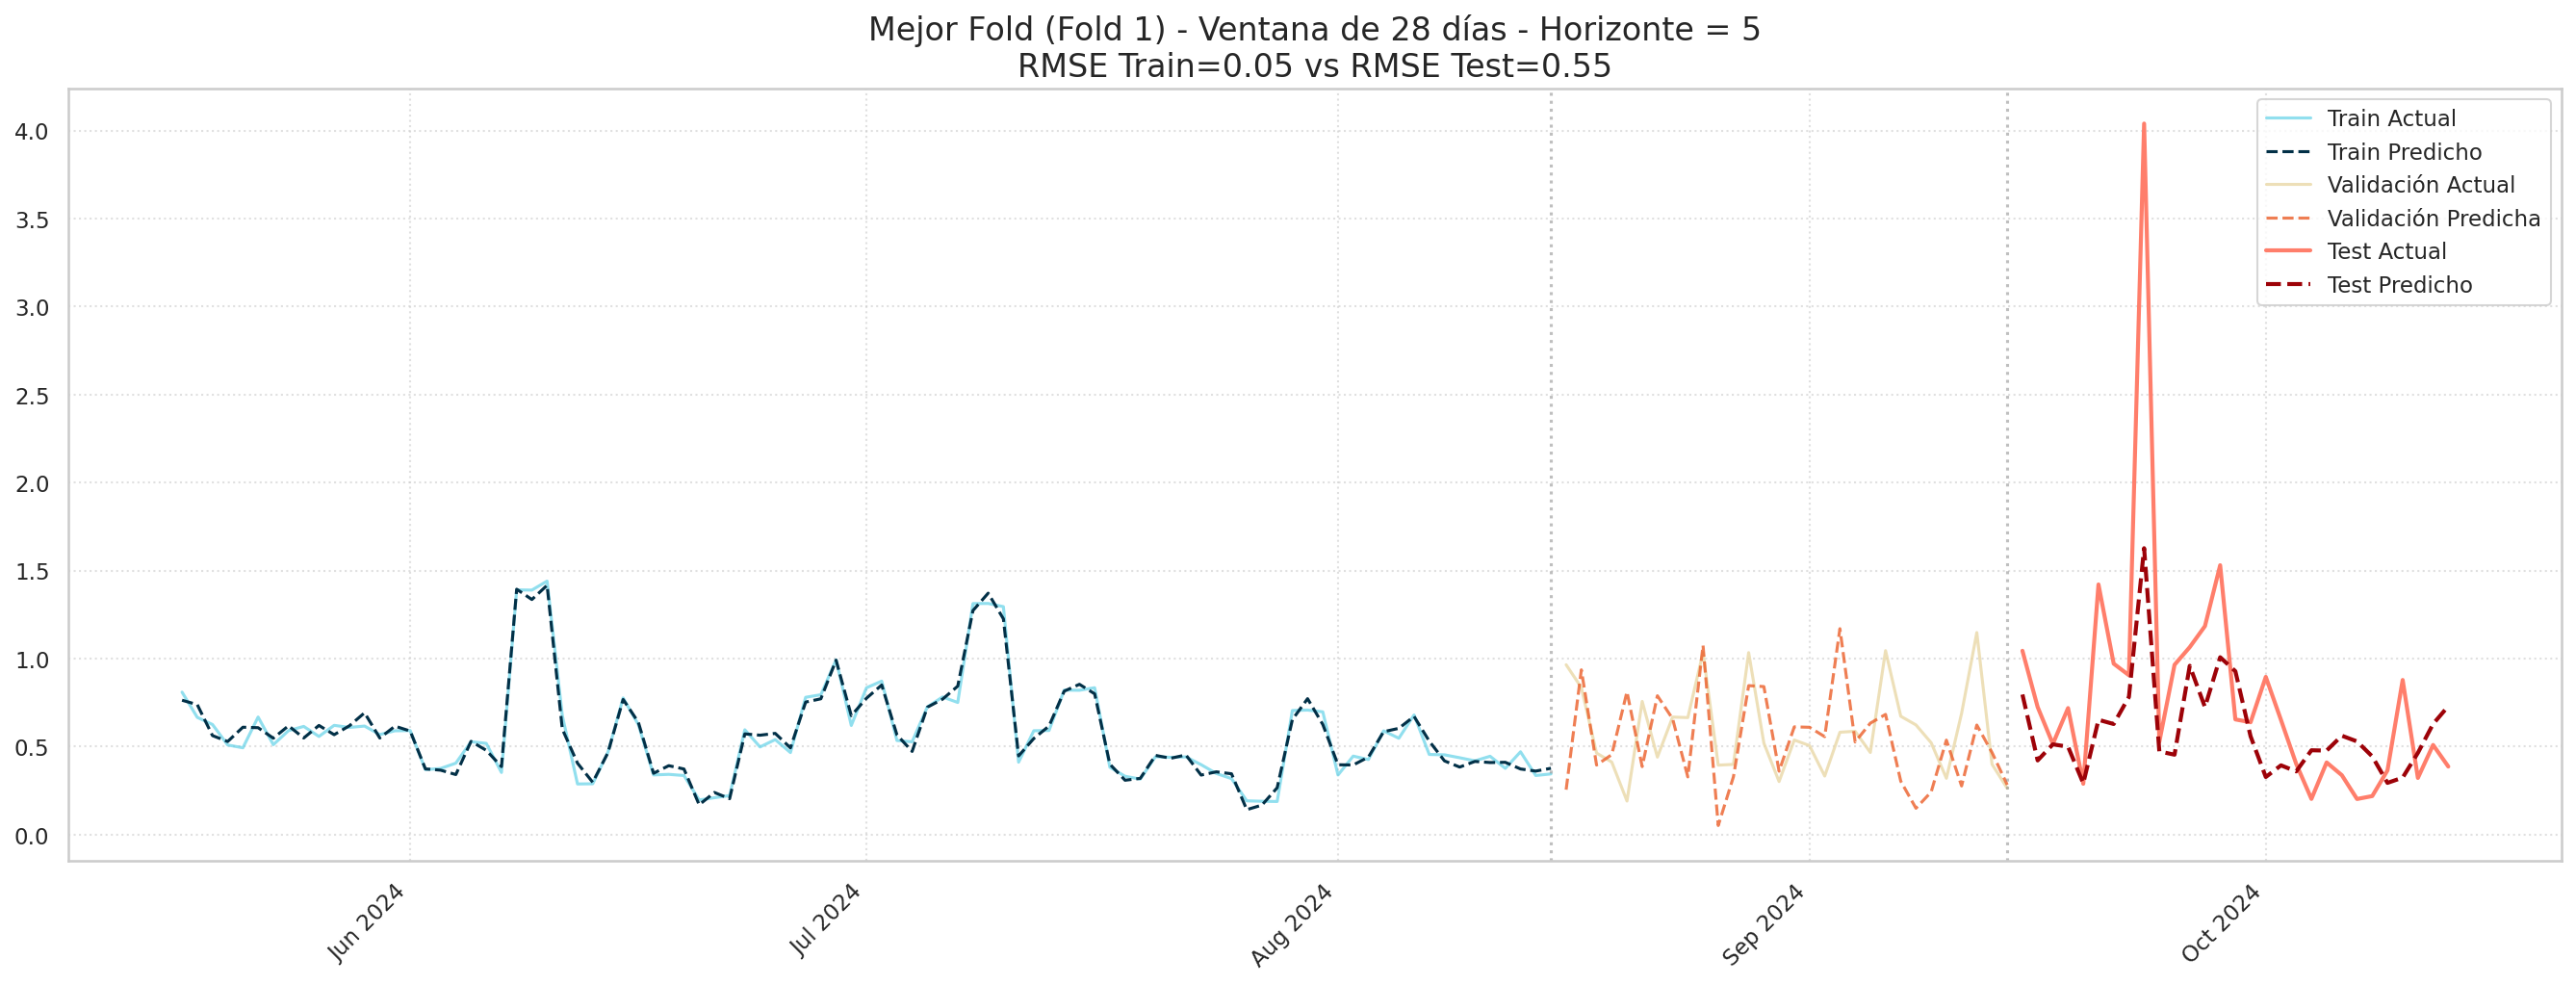 Mejor Fold (Fold 1) - Ventana de 28 días - Horizonte = 5
RMSE Train=0.05 vs RMSE Test=0.55
4.0
3.5
3.0
2.5
2.0
1.5
1.0
0.5
0.0
Train Actual
Train Predicho
Validación Actual
Validación Predicha
Test Actual
Test Predicho
Jun 2024
Jul 2024
Aug 2024
Sep 2024
Oct 2024